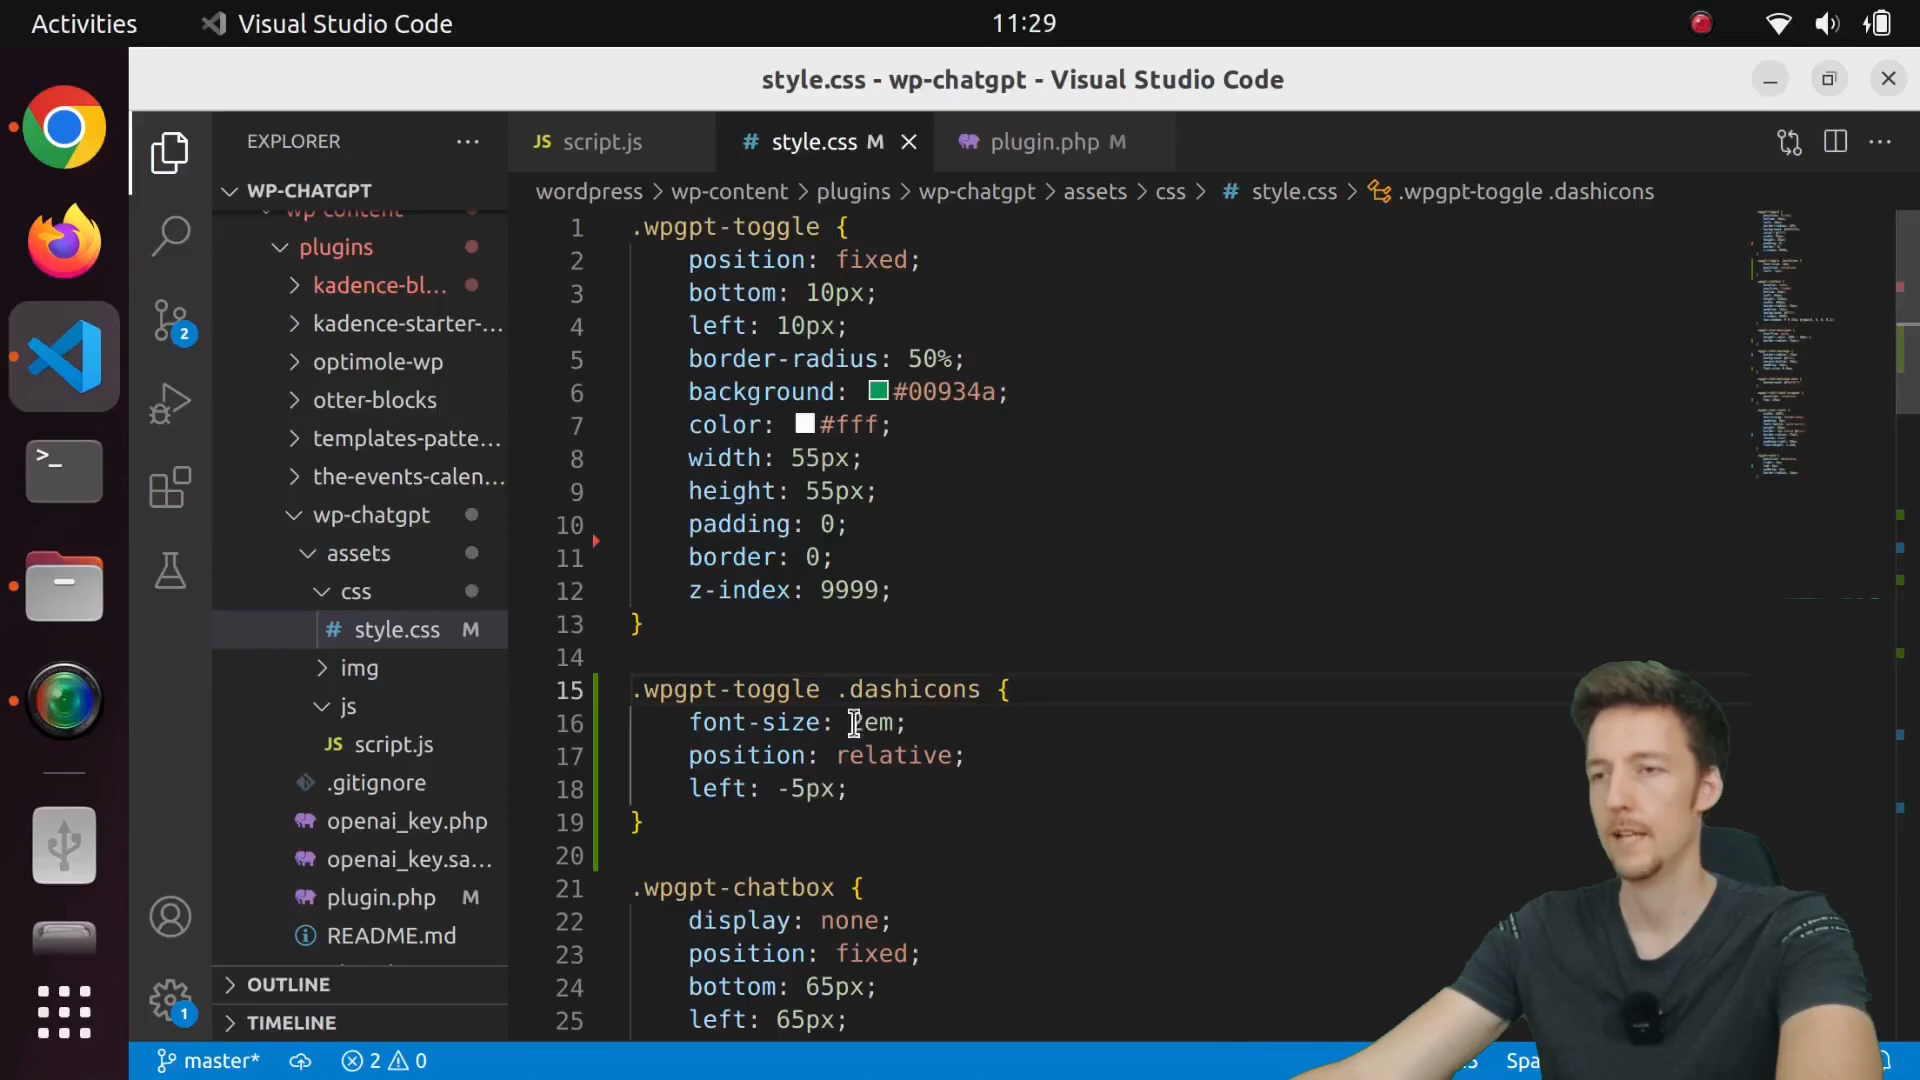 Activities
Visual Studio Code
11:29
style.css - wp-chatgpt - Visual Studio Code
EXPLORER
JS script.js
# style.css M
plugin.php M
WP-CHATGPT
wordpress > wp-content > plugins > wp-chatgpt > assets > css > # style.css > .wpgpt-toggle .dashicons
wp-content
plugins
kadence-bl...
kadence-starter-...
optimole-wp
otter-blocks
templates-patte...
the-events-calen...
wp-chatgpt
assets
css
# style.css M
img
js
JS script.js
.gitignore
openai_key.php
openai_key.sa...
plugin.php M
README.md
OUTLINE
TIMELINE
2
1
1 .wpgpt-toggle {
2 position: fixed;
3 bottom: 10px;
4 left: 10px;
5 border-radius: 50%;
6 background: #00934a;
7 color: #fff;
8 width: 55px;
9 height: 55px;
10 padding: 0;
11 border: 0;
12 z-index: 9999;
13 }
14
15 .wpgpt-toggle .dashicons {
16 font-size: 2em;
17 position: relative;
18 left: -5px;
19 }
20
21 .wpgpt-chatbox {
22 display: none;
23 position: fixed;
24 bottom: 65px;
25 left: 65px;
master*
2 0